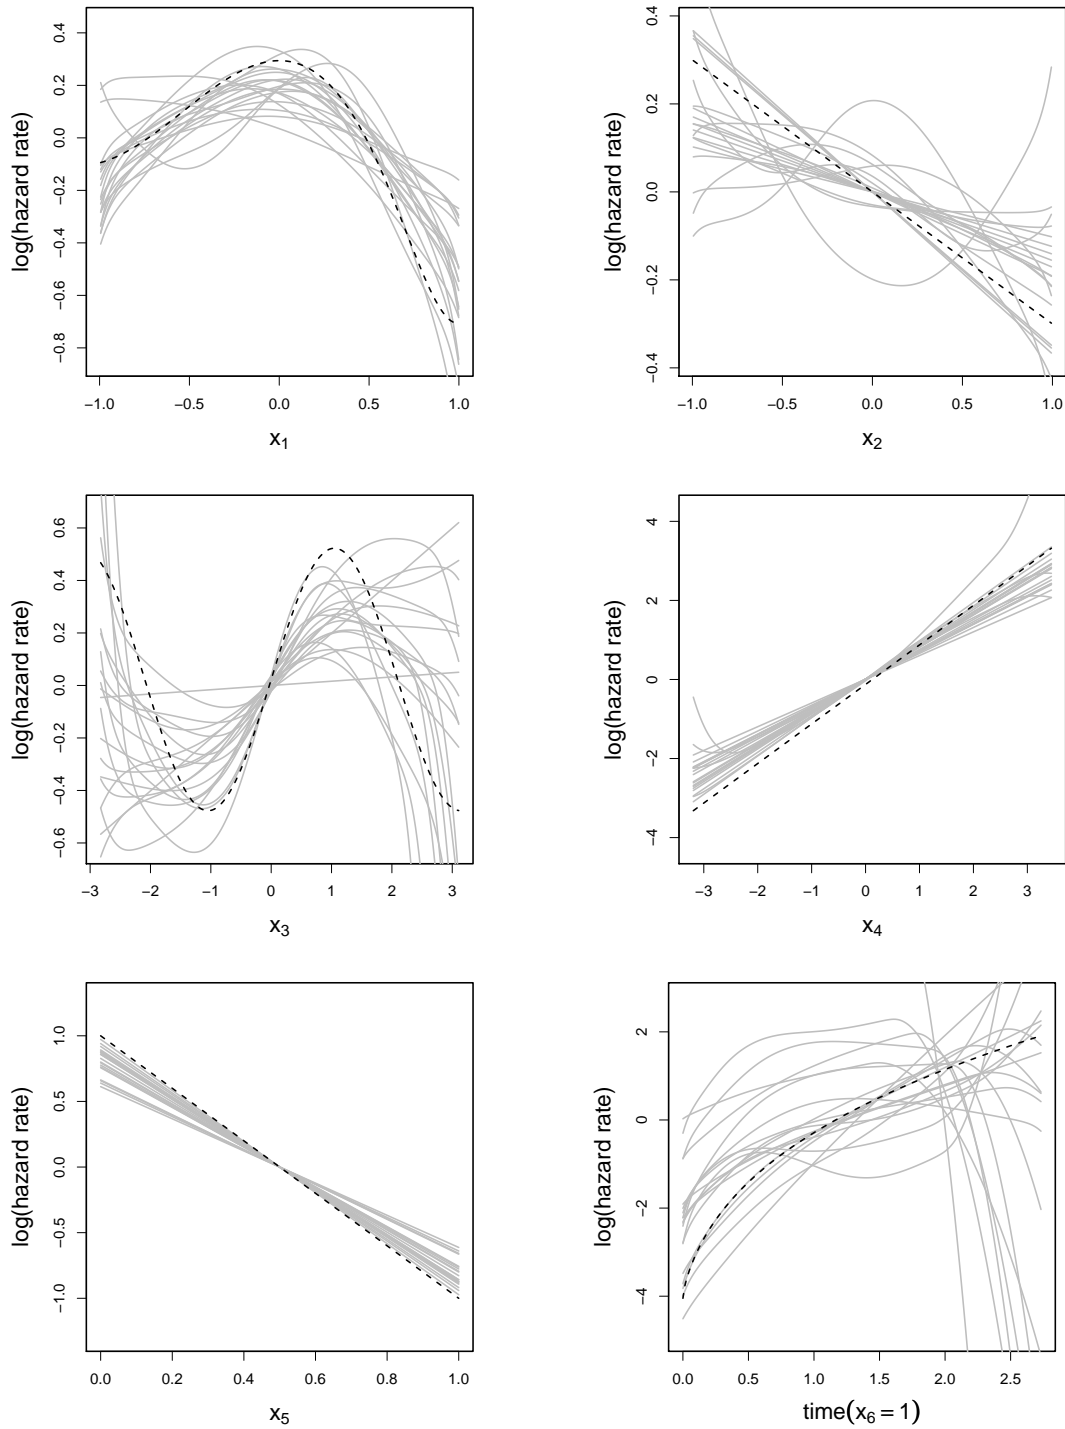 log(hazard rate)
0.4
0.2
0.0
−0.2
−0.4
−0.6
−0.8
−1.0 −0.5 0.0 0.5 1.0
x1
log(hazard rate)
0.4
0.2
0.0
−0.2
−0.4
−1.0 −0.5 0.0 0.5 1.0
x2
log(hazard rate)
0.6
0.4
0.2
0.0
−0.2
−0.4
−0.6
−3 −2 −1 0 1 2 3
x3
log(hazard rate)
4
2
0
−2
−4
−3 −2 −1 0 1 2 3
x4
log(hazard rate)
1.0
0.5
0.0
−0.5
−1.0
0.0 0.2 0.4 0.6 0.8 1.0
x5
log(hazard rate)
2
0
−2
−4
0.0 0.5 1.0 1.5 2.0 2.5
time(x6 = 1)